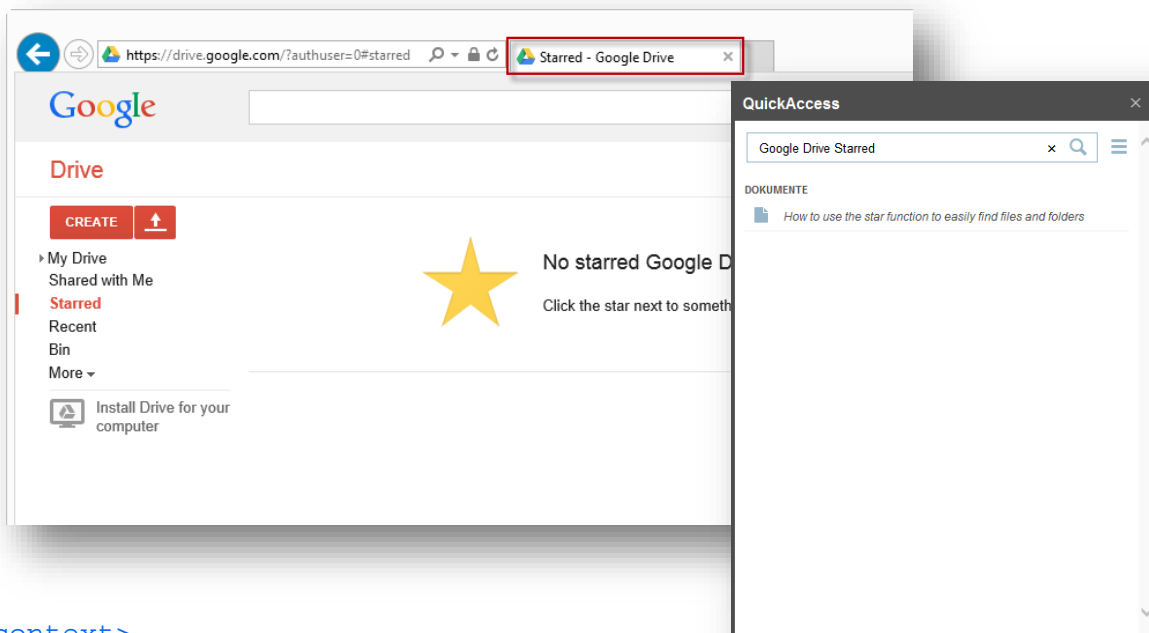 https://drive.google.com/?authuser=0#starred
Starred - Google Drive
Google
Drive
CREATE
My Drive
Shared with Me
Starred
Recent
Bin
More
Install Drive for your
computer
No starred Google D
Click the star next to someth
QuickAccess
Google Drive Starred
DOKUMENTE
How to use the star function to easily find files and folders